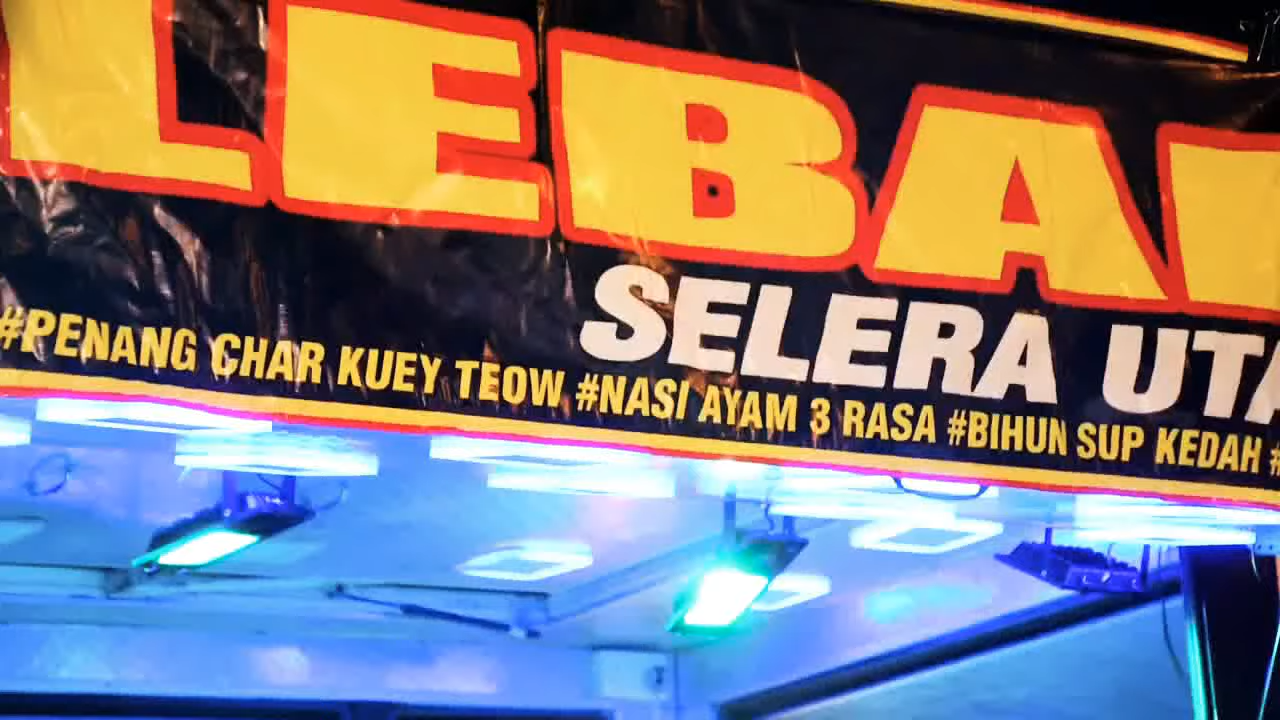 LEBA
SELERA UTA
#PENANG CHAR KUEY TEOW #NASI AYAM 3 RASA #BIHUN SUP KEDAH #